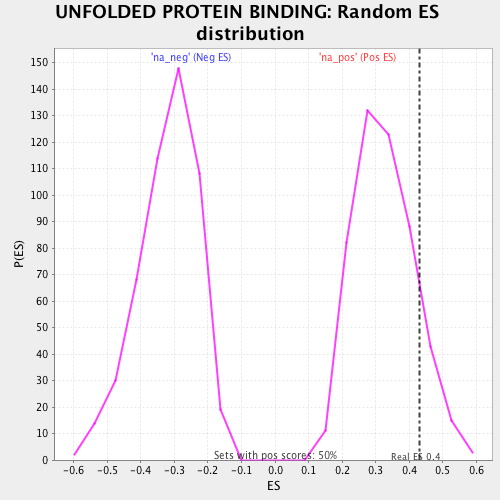 UNFOLDED PROTEIN BINDING: Random ES
distribution
'na_neg' (Neg ES)
'na_pos' (Pos ES)
150
140
130
120
110
100
90
80
70
60
50
40
30
20
10
0
P(ES)
Sets with pos scores: 50%
Real ES 0.4
-0.6 -0.5 -0.4 -0.3 -0.2 -0.1 0.0 0.1 0.2 0.3 0.4 0.5 0.6
ES